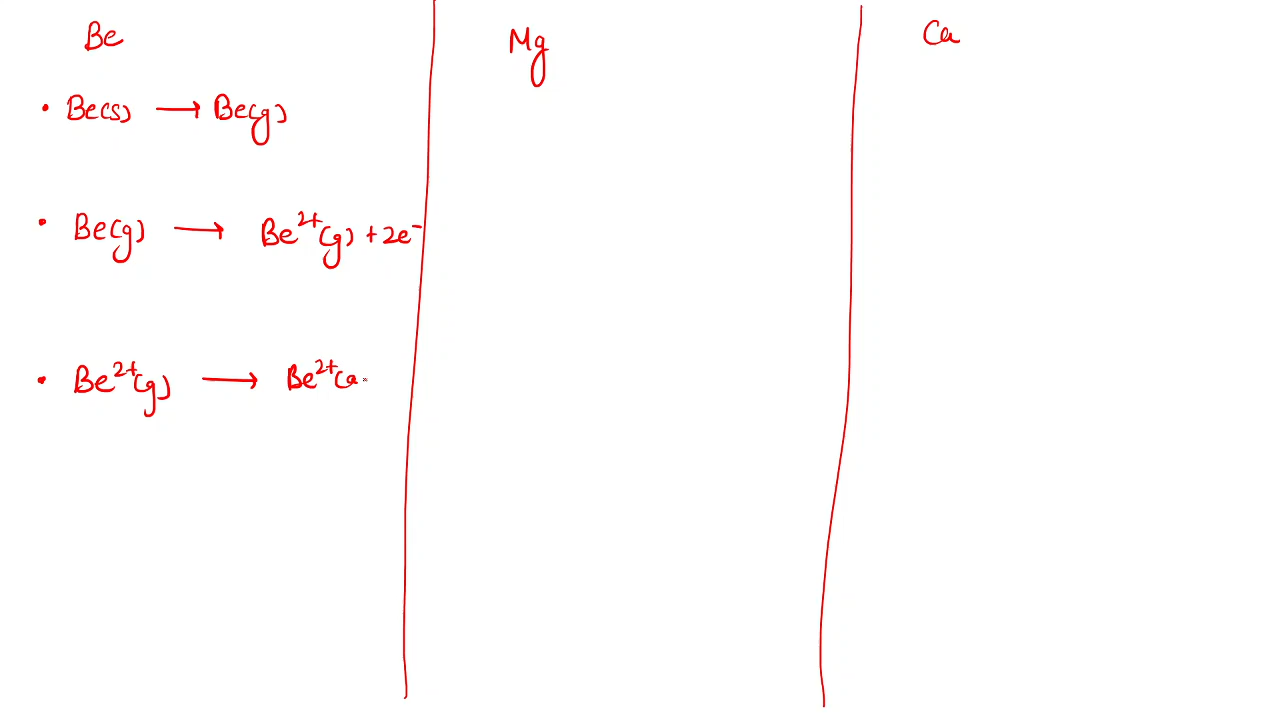 Be
• Be(s) ⟶ Be(g)
• Be(g) ⟶ Be²⁺(g) + 2e⁻
• Be²⁺(g) ⟶ Be²⁺(a
Mg
Ca